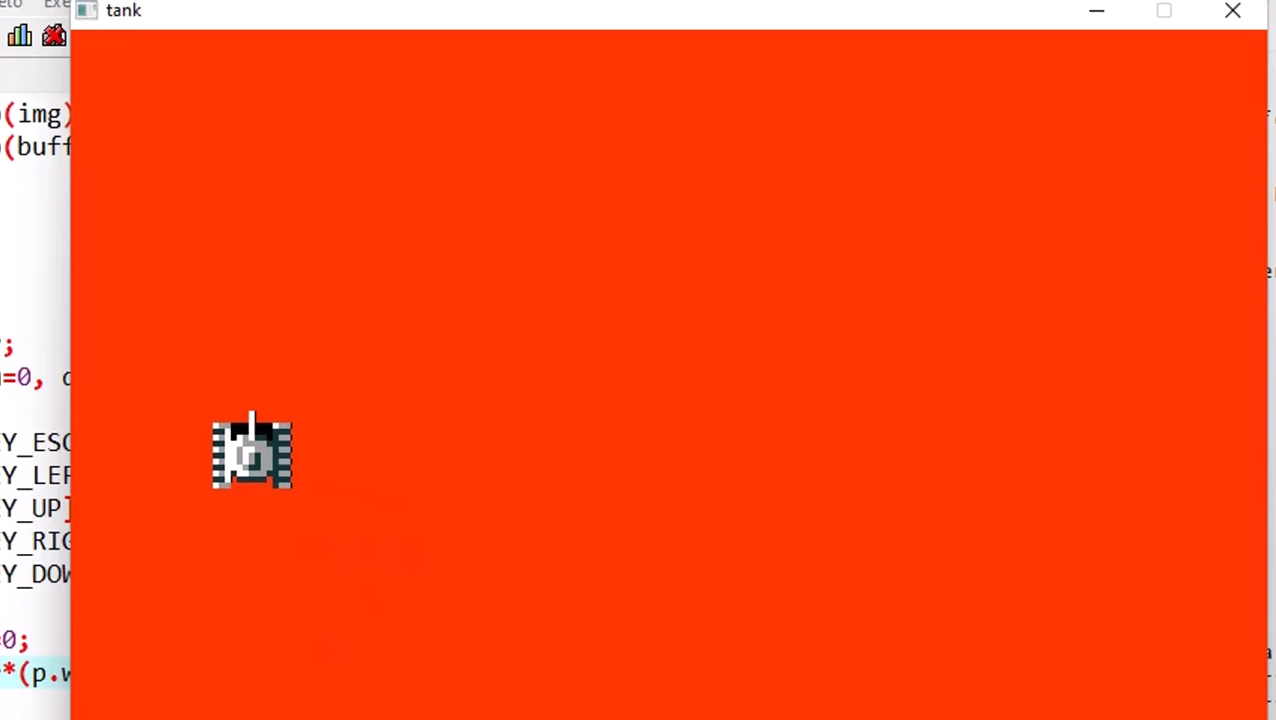 tank
(img)
(buff
;
=0,
Y_ESC
Y_LEF
Y_UP]
Y_RIG
Y_DOW
0;
*(p.w